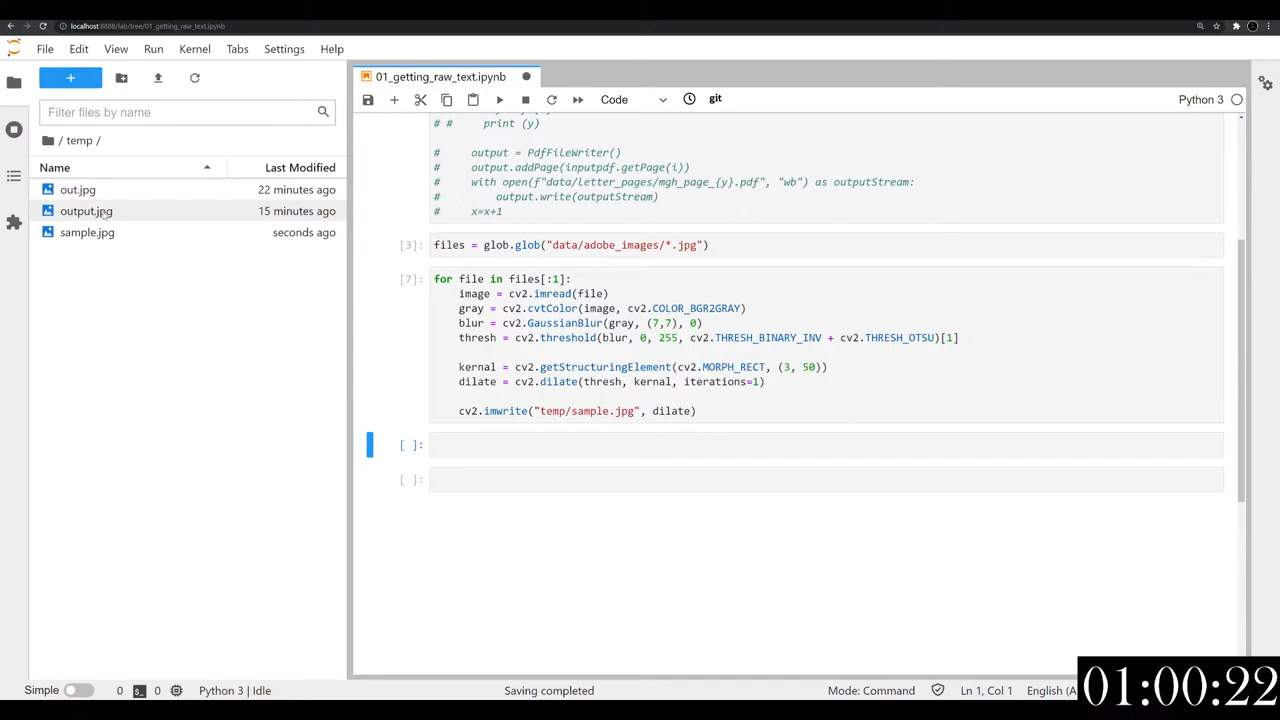 localhost:8888/lab/tree/01_getting_raw_text.ipynb
File Edit View Run Kernel Tabs Settings Help
01_getting_raw_text.ipynb
Code
git
Python 3
Filter files by name
/ temp /
Name Last Modified
out.jpg 22 minutes ago
output.jpg 15 minutes ago
sample.jpg seconds ago
# # print (y)
# output = PdfFileWriter()
# output.addPage(inputpdf.getPage(i))
# with open(f"data/letter_pages/mgh_page_{y}.pdf", "wb") as outputStream:
# output.write(outputStream)
# x=x+1
[3]: files = glob.glob("data/adobe_images/*.jpg")
[7]: for file in files[:1]:
image = cv2.imread(file)
gray = cv2.cvtColor(image, cv2.COLOR_BGR2GRAY)
blur = cv2.GaussianBlur(gray, (7,7), 0)
thresh = cv2.threshold(blur, 0, 255, cv2.THRESH_BINARY_INV + cv2.THRESH_OTSU)[1]
kernal = cv2.getStructuringElement(cv2.MORPH_RECT, (3, 50))
dilate = cv2.dilate(thresh, kernal, iterations=1)
cv2.imwrite("temp/sample.jpg", dilate)
[ ]:
[ ]:
Simple 0 0 Python 3 | Idle Saving completed Mode: Command Ln 1, Col 1 English (A
01:00:22